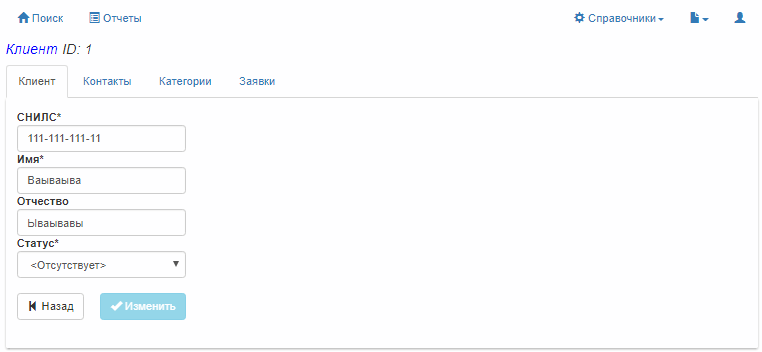 Поиск Отчеты Справочники
Клиент ID: 1
Клиент Контакты Категории Заявки
СНИЛС*
111-111-111-11
Имя*
Ваываыва
Отчество
Ываывавы
Статус*
<Отсутствует>
Назад Изменить